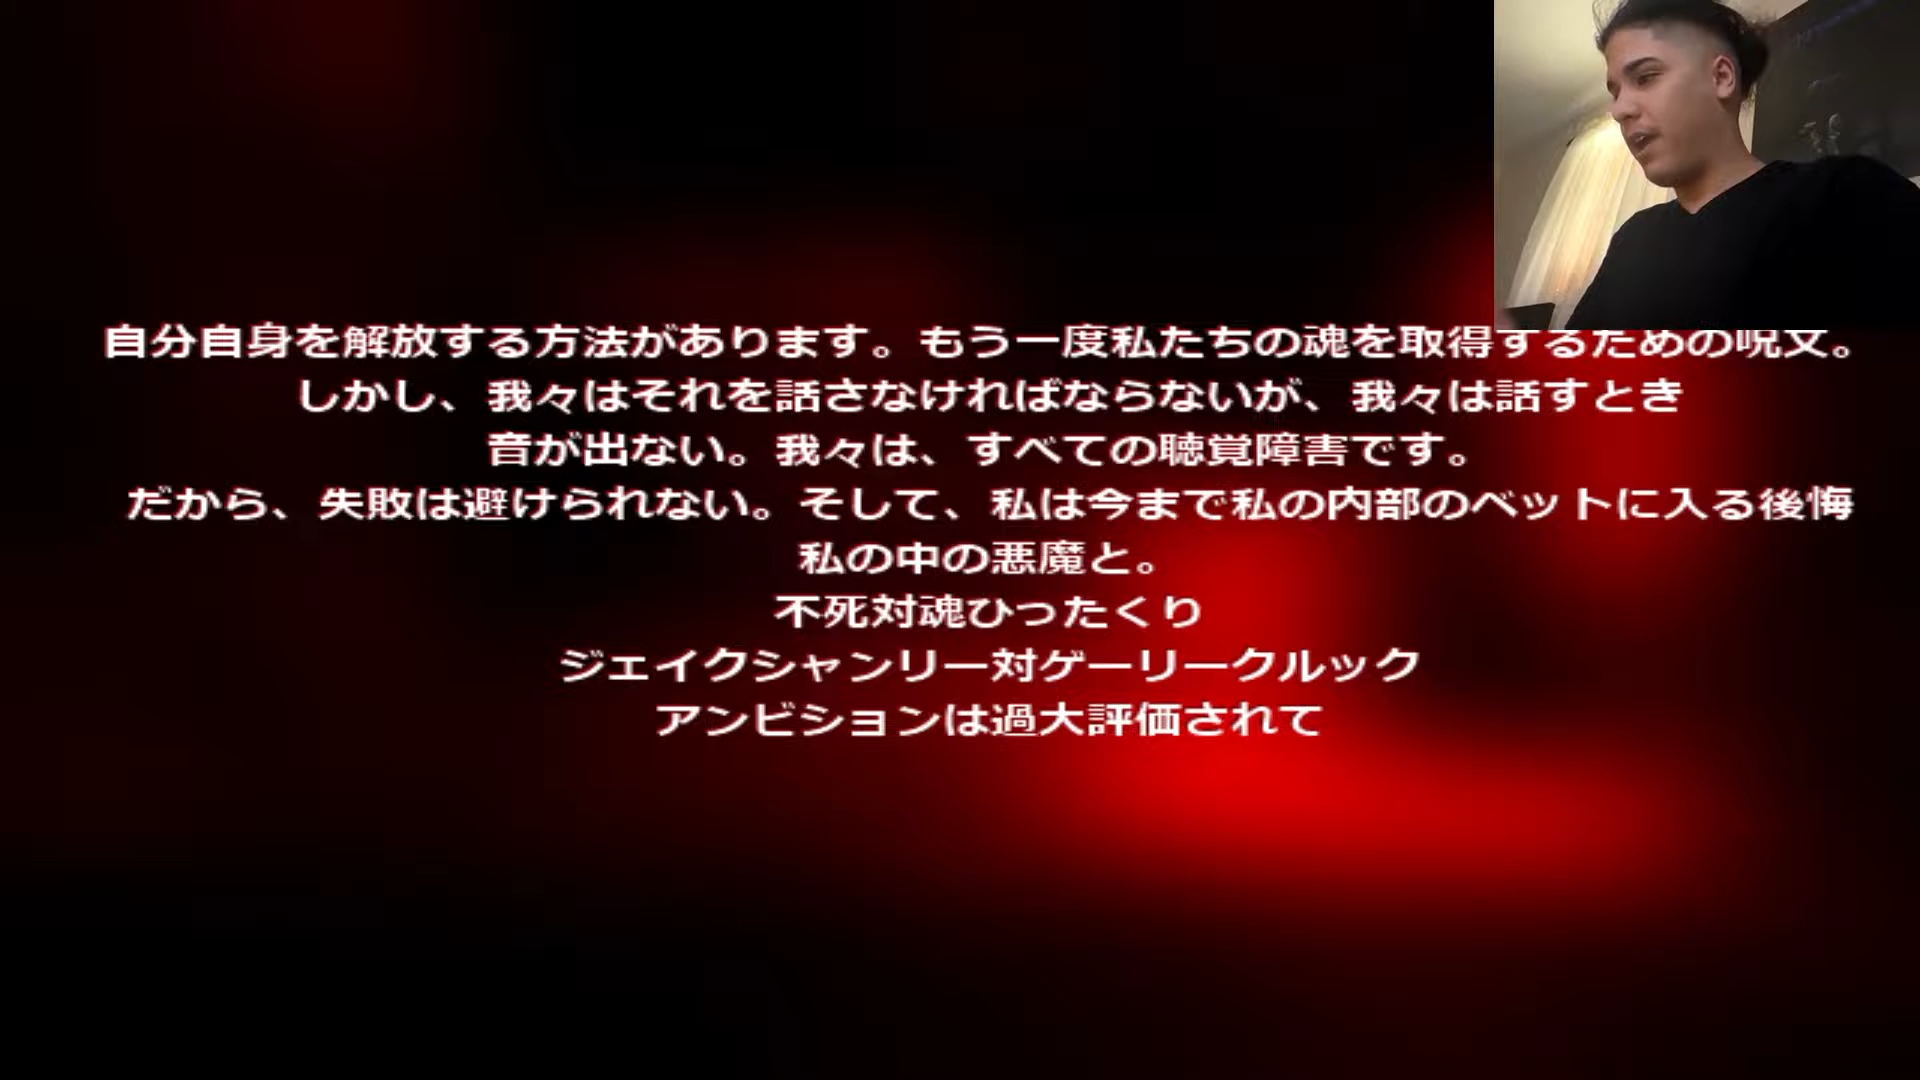 自分自身を解放する方法があります。もう一度私たちの魂を取得するための呪文。
しかし、我々はそれを話さなければならないが、我々は話すとき
音が出ない。我々は、すべての聴覚障害です。
だから、失敗は避けられない。そして、私は今まで私の内部のベットに入る後悔
私の中の悪魔と。
不死対魂ひったくり
ジェイクシャンリー対ゲーリークルック
アンビションは過大評価されて